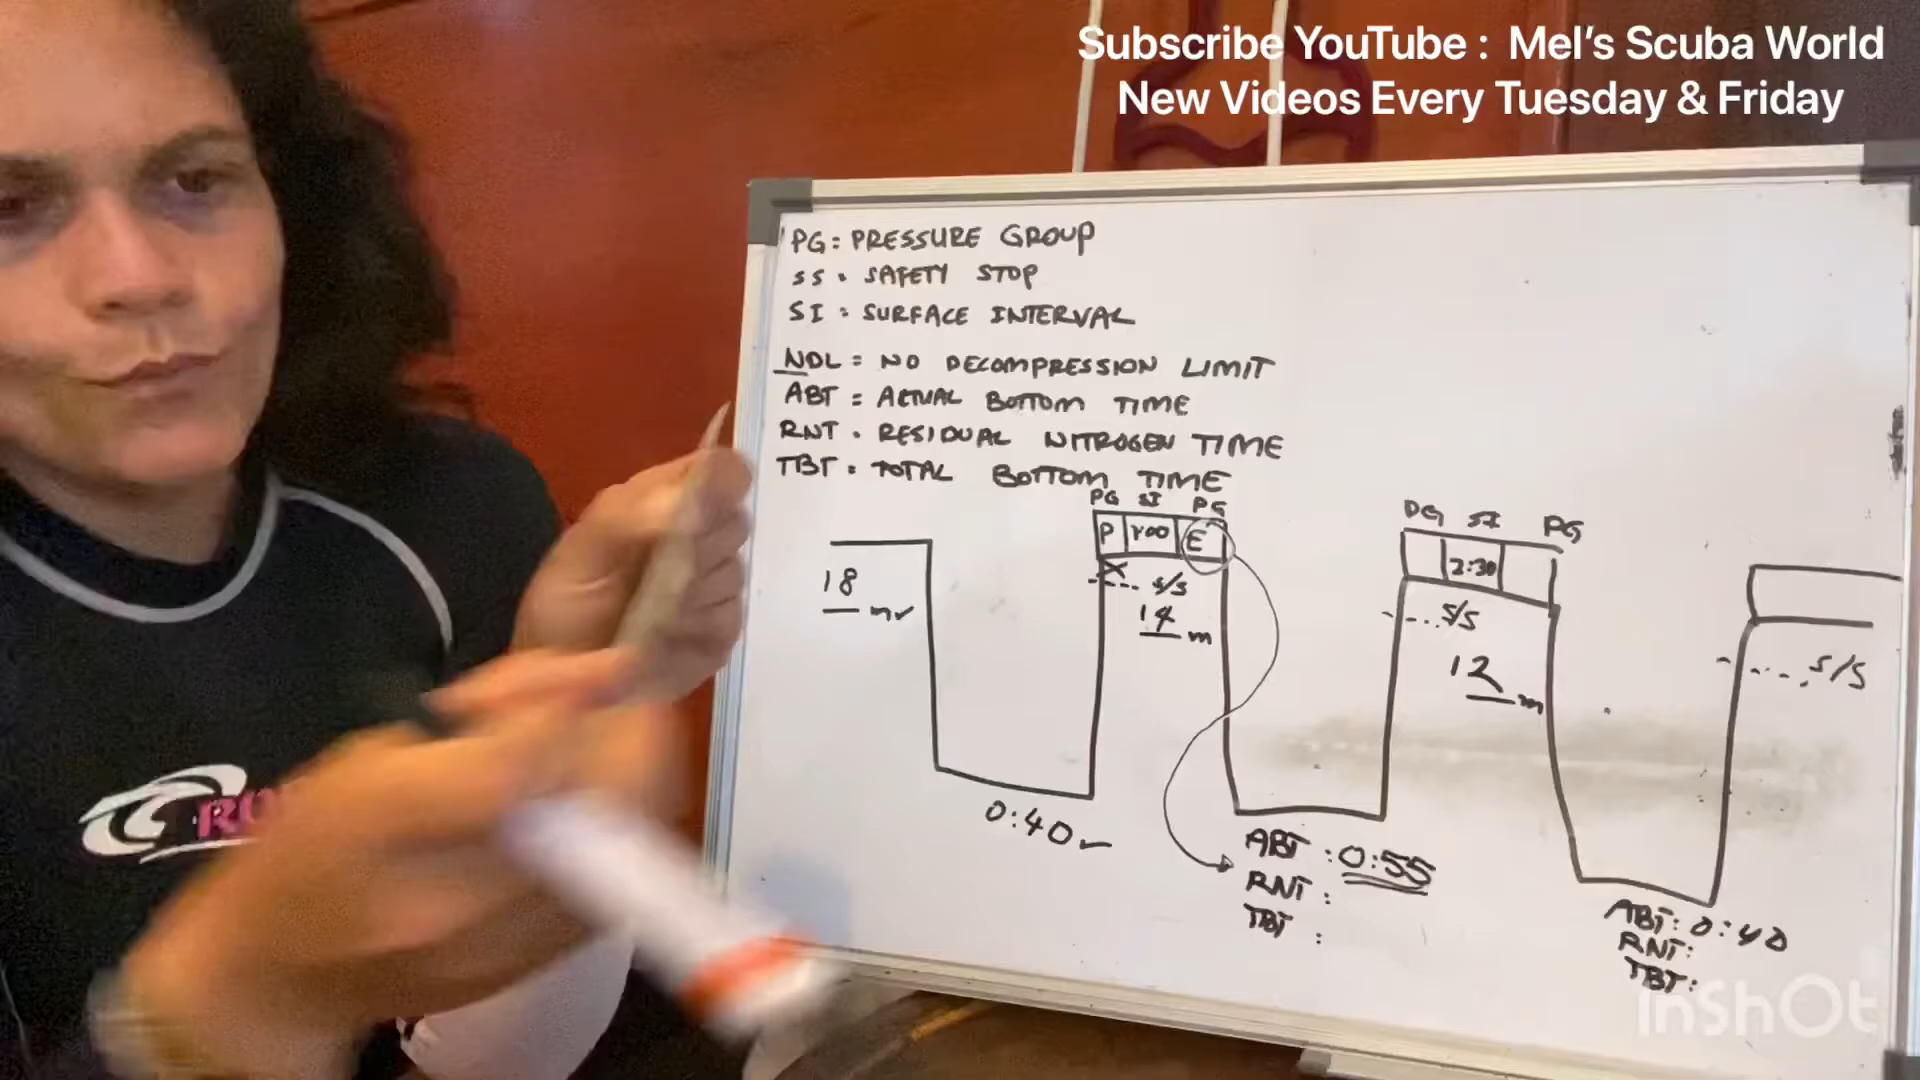 Subscribe YouTube : Mel's Scuba World
New Videos Every Tuesday & Friday
PG: PRESSURE GROUP
SS . SAFETY STOP
SI : SURFACE INTERVAL
NDL = NO DECOMPRESSION LIMIT
ABT = ACTUAL BOTTOM TIME
RNT . RESIDUAL NITROGEN TIME
TBT : TOTAL BOTTOM TIME
PG SI PG
P E
S/S
18 m
14 m
0:40
ABT : 0:55
RNT :
TBT :
PG SI PG
2:30
S/S
12 m
S/S
ABT: 0:40
RNT:
TBT:
InShOt